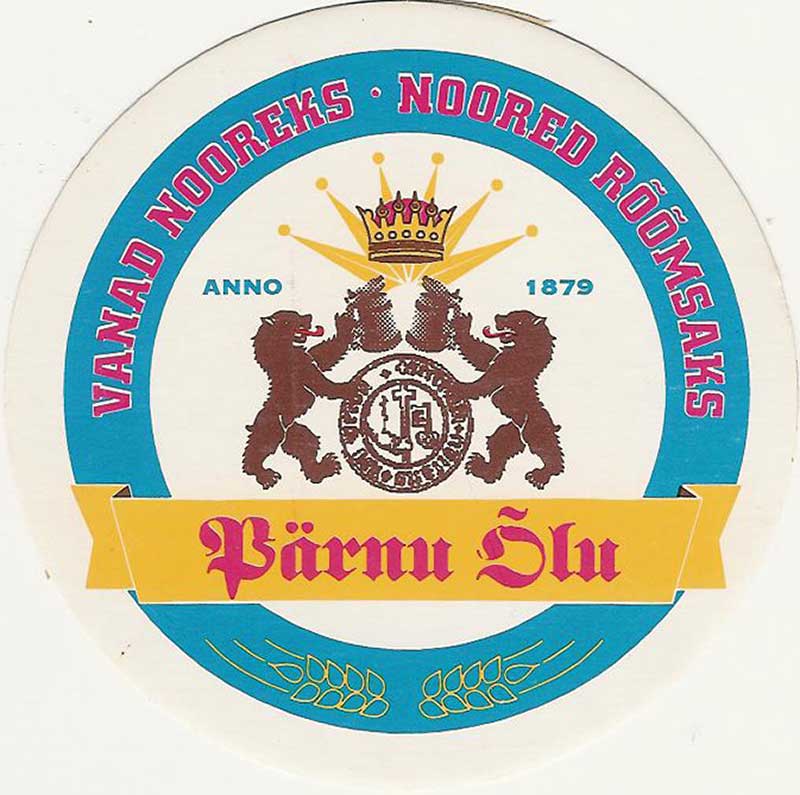 VANAD NOOREKS · NOORED RÕÕMSAKS
ANNO 1879
Pärnu Õlu